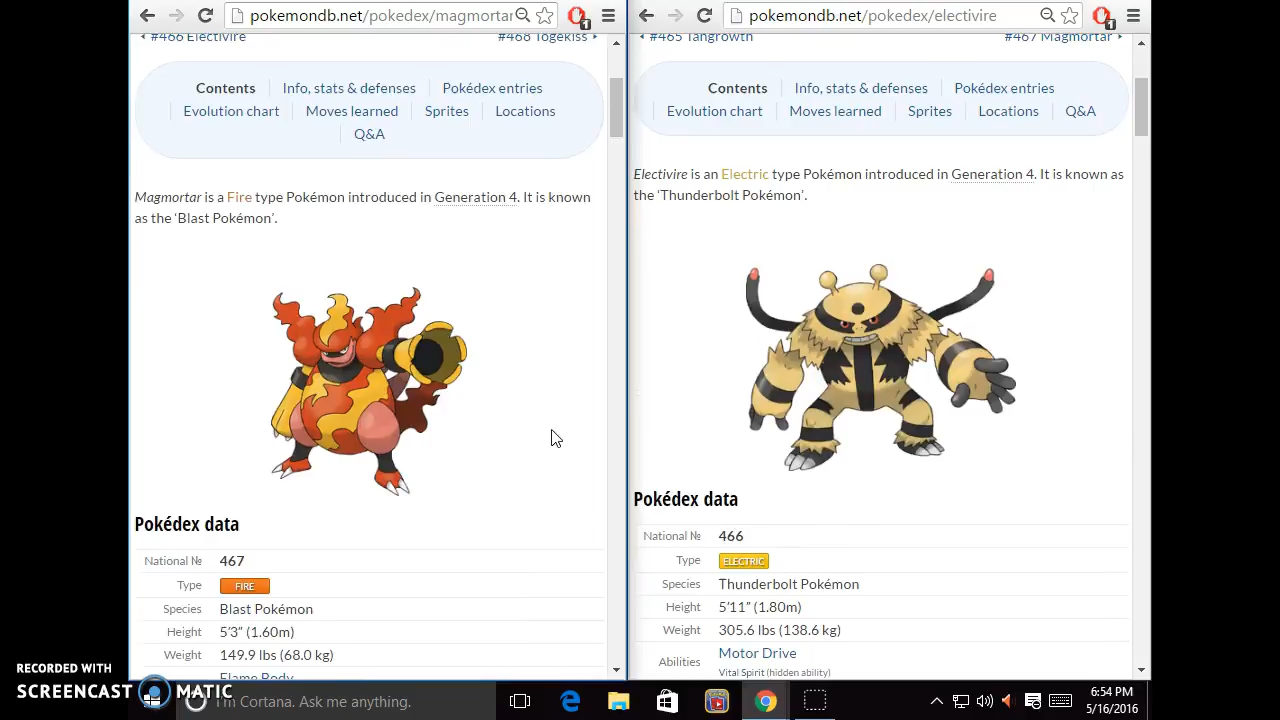 pokemondb.net/pokedex/magmortar
1
#466 Electivire
#468 Togekiss
Contents
Info, stats & defenses
Pokédex entries
Evolution chart
Moves learned
Sprites
Locations
Q&A
Magmortar is a Fire type Pokémon introduced in Generation 4. It is known
as the ‘Blast Pokémon’.
Pokédex data
National № 467
Type FIRE
Species Blast Pokémon
Height 5′3″ (1.60m)
Weight 149.9 lbs (68.0 kg)
Flame Body
pokemondb.net/pokedex/electivire
1
#465 Tangrowth
#467 Magmortar
Contents
Info, stats & defenses
Pokédex entries
Evolution chart
Moves learned
Sprites
Locations
Q&A
Electivire is an Electric type Pokémon introduced in Generation 4. It is known as
the ‘Thunderbolt Pokémon’.
Pokédex data
National № 466
Type ELECTRIC
Species Thunderbolt Pokémon
Height 5′11″ (1.80m)
Weight 305.6 lbs (138.6 kg)
Abilities Motor Drive
Vital Spirit (hidden ability)
RECORDED WITH
SCREENCAST MATIC
I'm Cortana. Ask me anything.
6:54 PM
5/16/2016